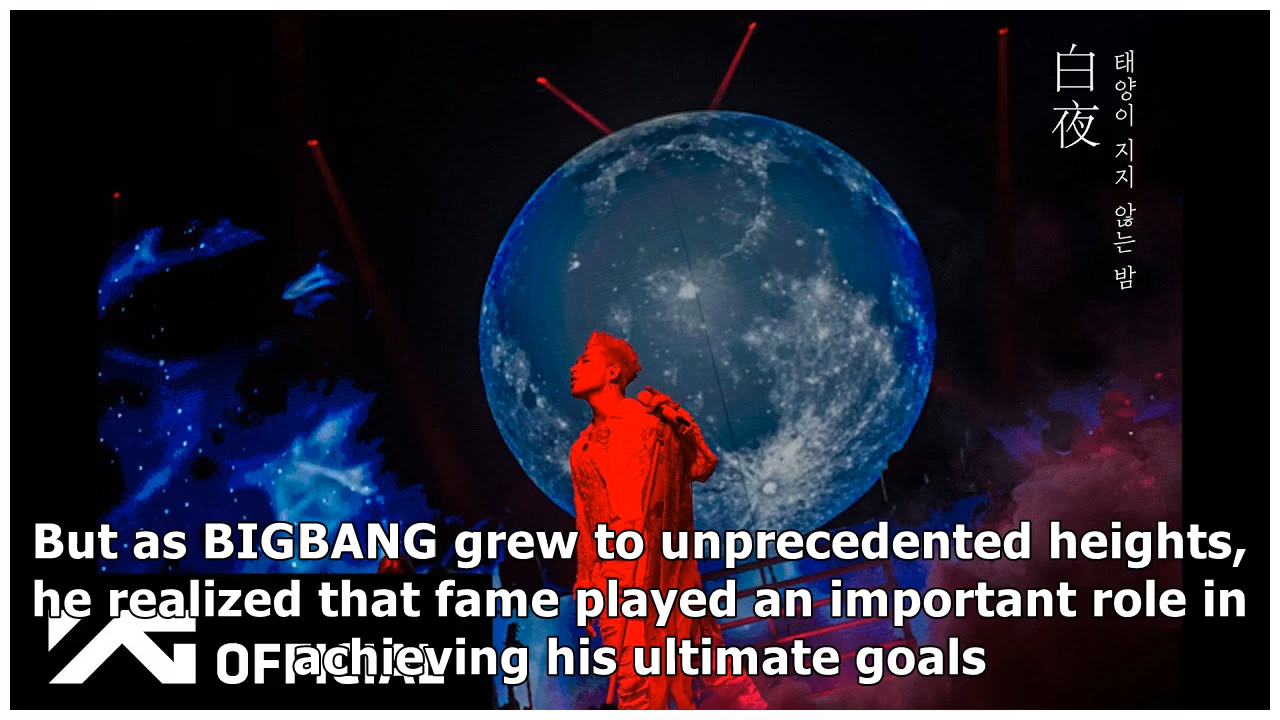 白夜
태양이 지지 않는 밤
But as BIGBANG grew to unprecedented heights,
he realized that fame played an important role in
achieving his ultimate goals
YG OFFICIAL